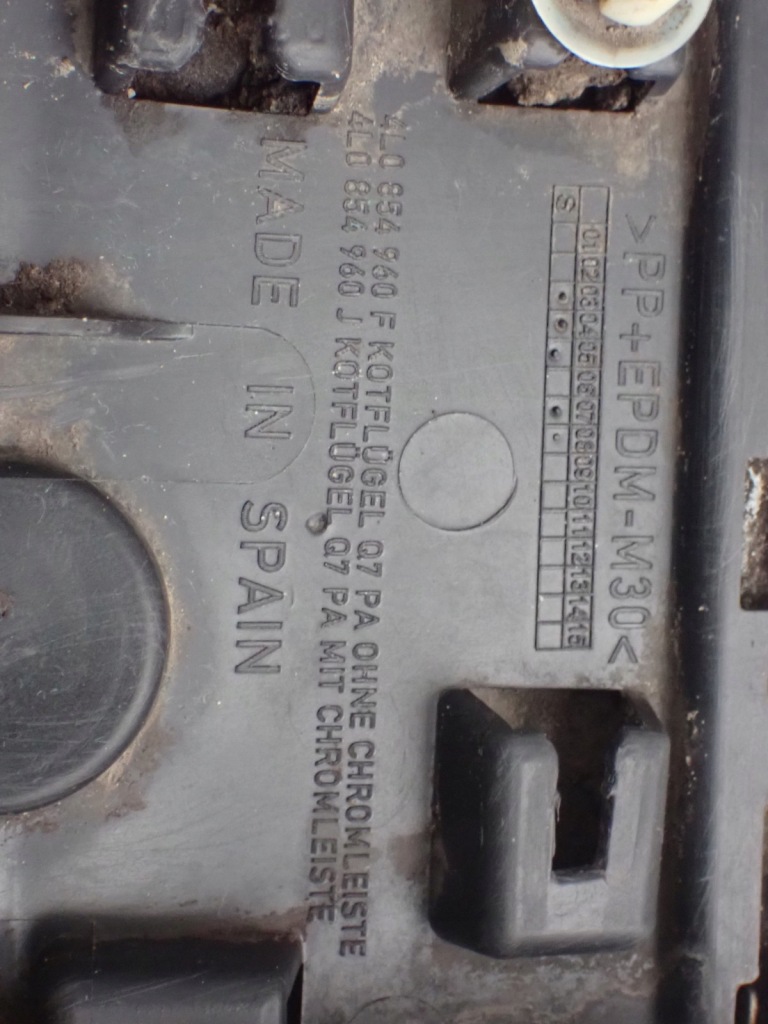 >PP+EPDM-M30<
01 02 03 04 05 06 07 08 09 10 11 12 13 14 15
S
4L0 854 960 F KOTFLÜGEL Q7 PA OHNE CHROMLEISTE
4L0 854 960 J KOTFLÜGEL Q7 PA MIT CHROMLEISTE
MADE IN SPAIN